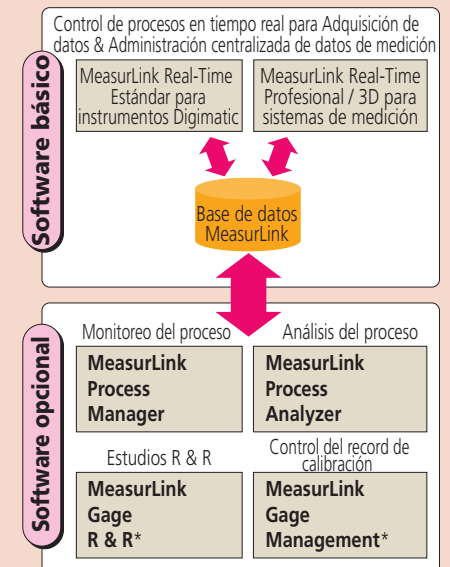 Control de procesos en tiempo real para Adquisición de
datos & Administración centralizada de datos de medición
Software básico
MeasurLink Real-Time
Estándar para
instrumentos Digimatic
MeasurLink Real-Time
Profesional / 3D para
sistemas de medición
Base de datos
MeasurLink
Software opcional
Monitoreo del proceso
MeasurLink
Process
Manager
Análisis del proceso
MeasurLink
Process
Analyzer
Estudios R & R
MeasurLink
Gage
R & R*
Control del record de
calibración
MeasurLink
Gage
Management*